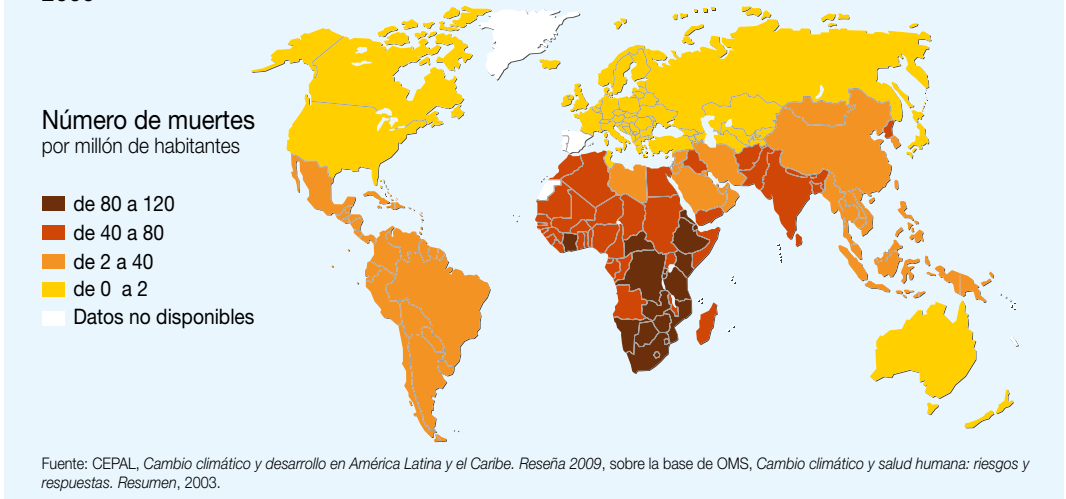 Número de muertes
por millón de habitantes
de 80 a 120
de 40 a 80
de 2 a 40
de 0 a 2
Datos no disponibles
Fuente: CEPAL, Cambio climático y desarrollo en América Latina y el Caribe. Reseña 2009, sobre la base de OMS, Cambio climático y salud humana: riesgos y
respuestas. Resumen, 2003.